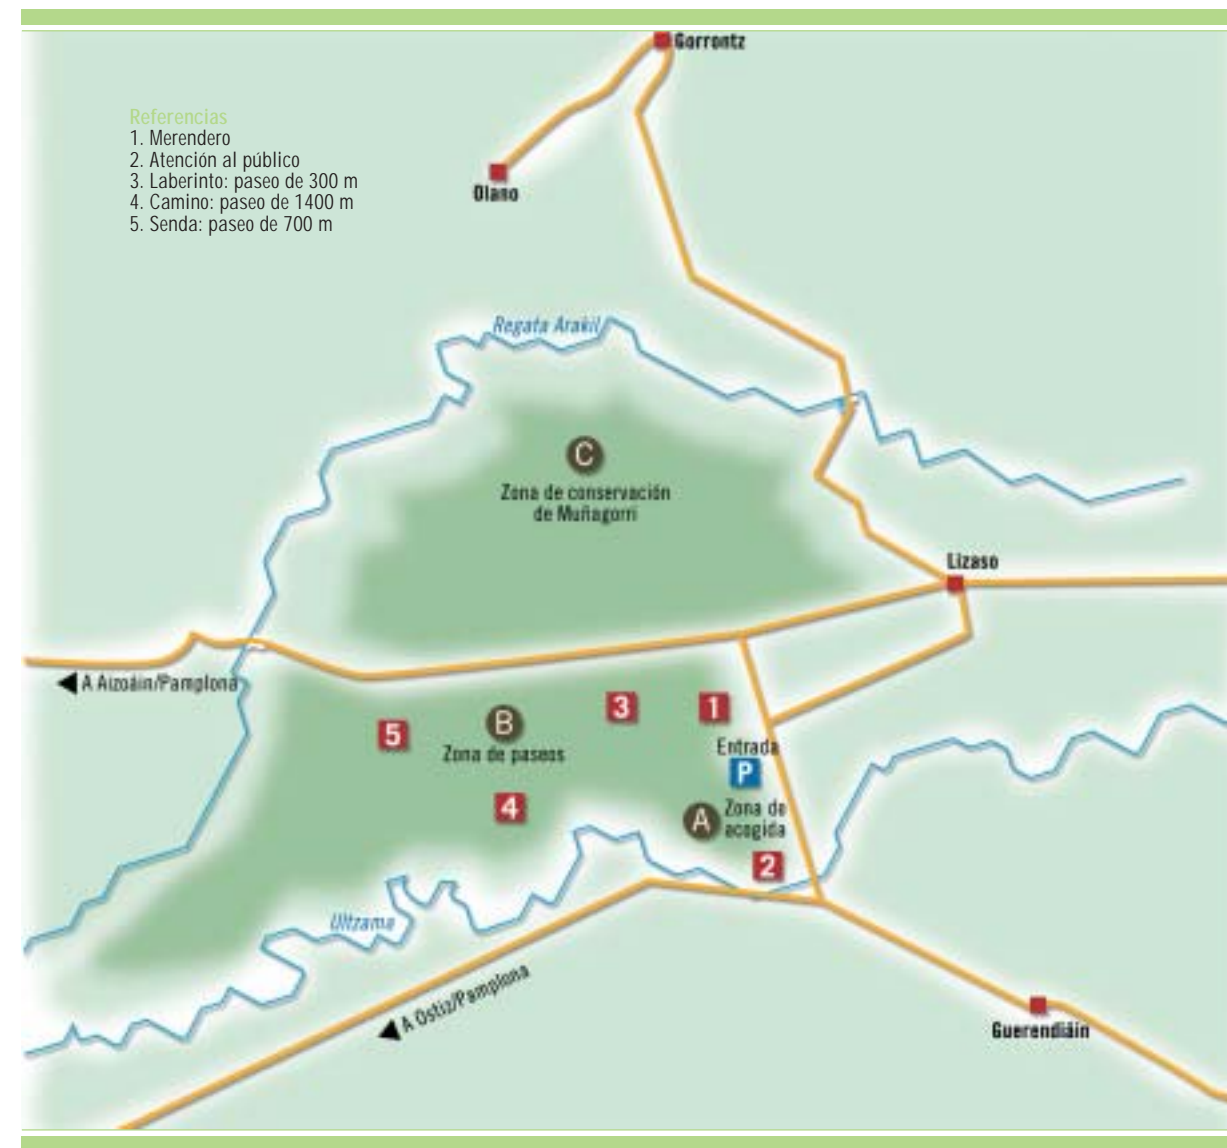 Gorrontz
Referencias
1. Merendero
2. Atención al público
3. Laberinto: paseo de 300 m
4. Camino: paseo de 1400 m
5. Senda: paseo de 700 m
Olano
Regata Arakil
C
Zona de conservación
de Muñagorri
Lizaso
A Aizoáin/Pamplona
5
B
Zona de paseos
3
1
Entrada
P
4
A
Zona de
acogida
2
Ultzama
A Ostiz/Pamplona
Guerendiáin